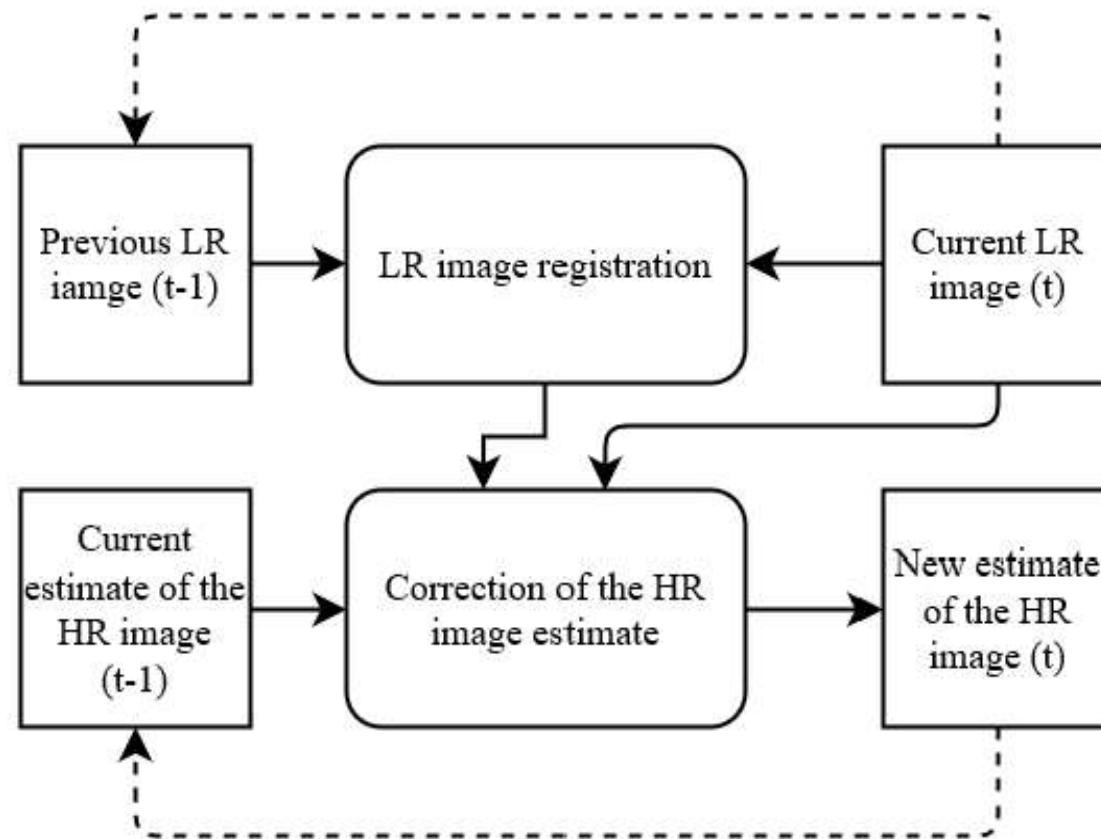 Previous LR
iamge (t-1)
LR image registration
Current LR
image (t)
Current
estimate of the
HR image
(t-1)
Correction of the HR
image estimate
New estimate
of the HR
image (t)